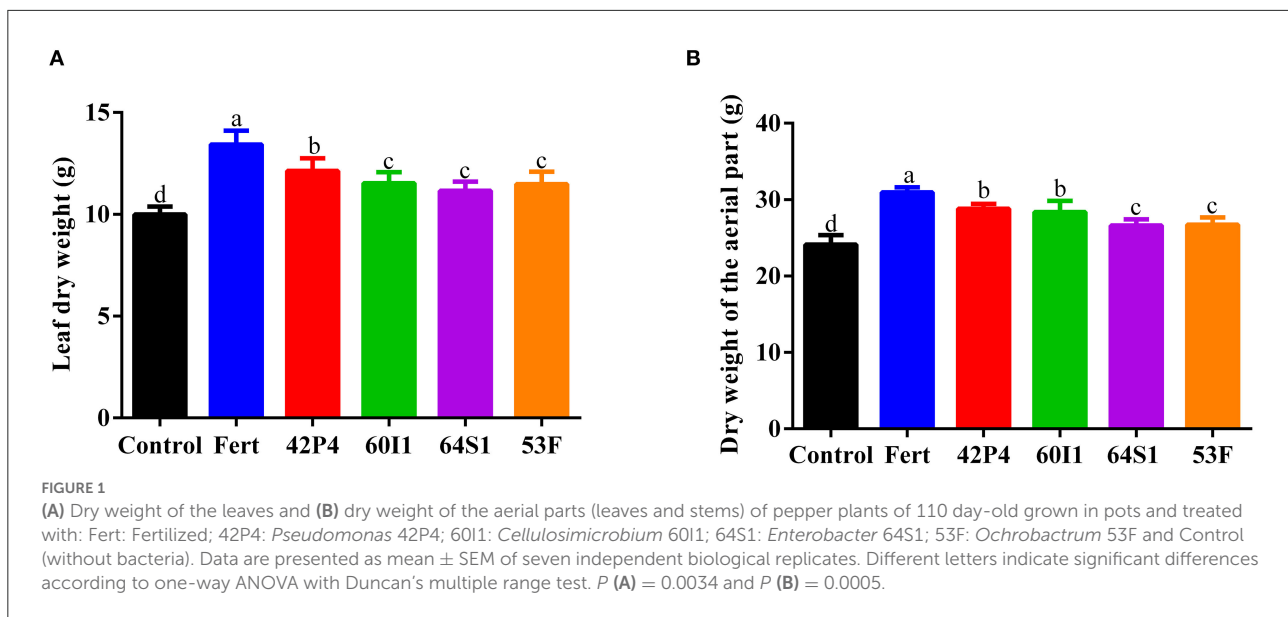 A
Leaf dry weight (g)
15
10
5
0
a
b
c
c
c
d
Control Fert 42P4 60I1 64S1 53F
B
Dry weight of the aerial part (g)
40
30
20
10
0
a
b
b
c
c
d
Control Fert 42P4 60I1 64S1 53F
FIGURE 1
(A) Dry weight of the leaves and (B) dry weight of the aerial parts (leaves and stems) of pepper plants of 110 day-old grown in pots and treated
with: Fert: Fertilized; 42P4: Pseudomonas 42P4; 60I1: Cellulosimicrobium 60I1; 64S1: Enterobacter 64S1; 53F: Ochrobactrum 53F and Control
(without bacteria). Data are presented as mean ± SEM of seven independent biological replicates. Different letters indicate significant differences
according to one-way ANOVA with Duncan's multiple range test. P (A) = 0.0034 and P (B) = 0.0005.